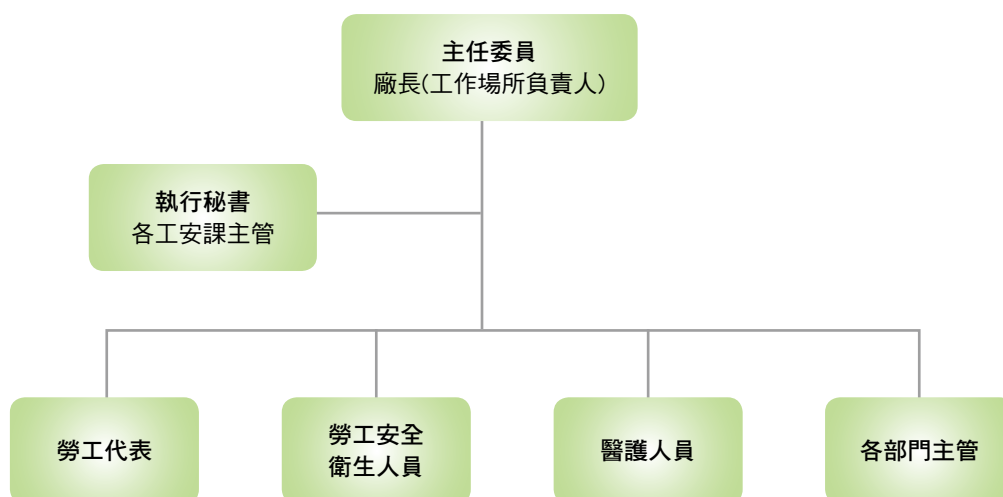 主任委員
廠長(工作場所負責人)
執行秘書
各工安課主管
勞工代表
勞工安全
衛生人員
醫護人員
各部門主管